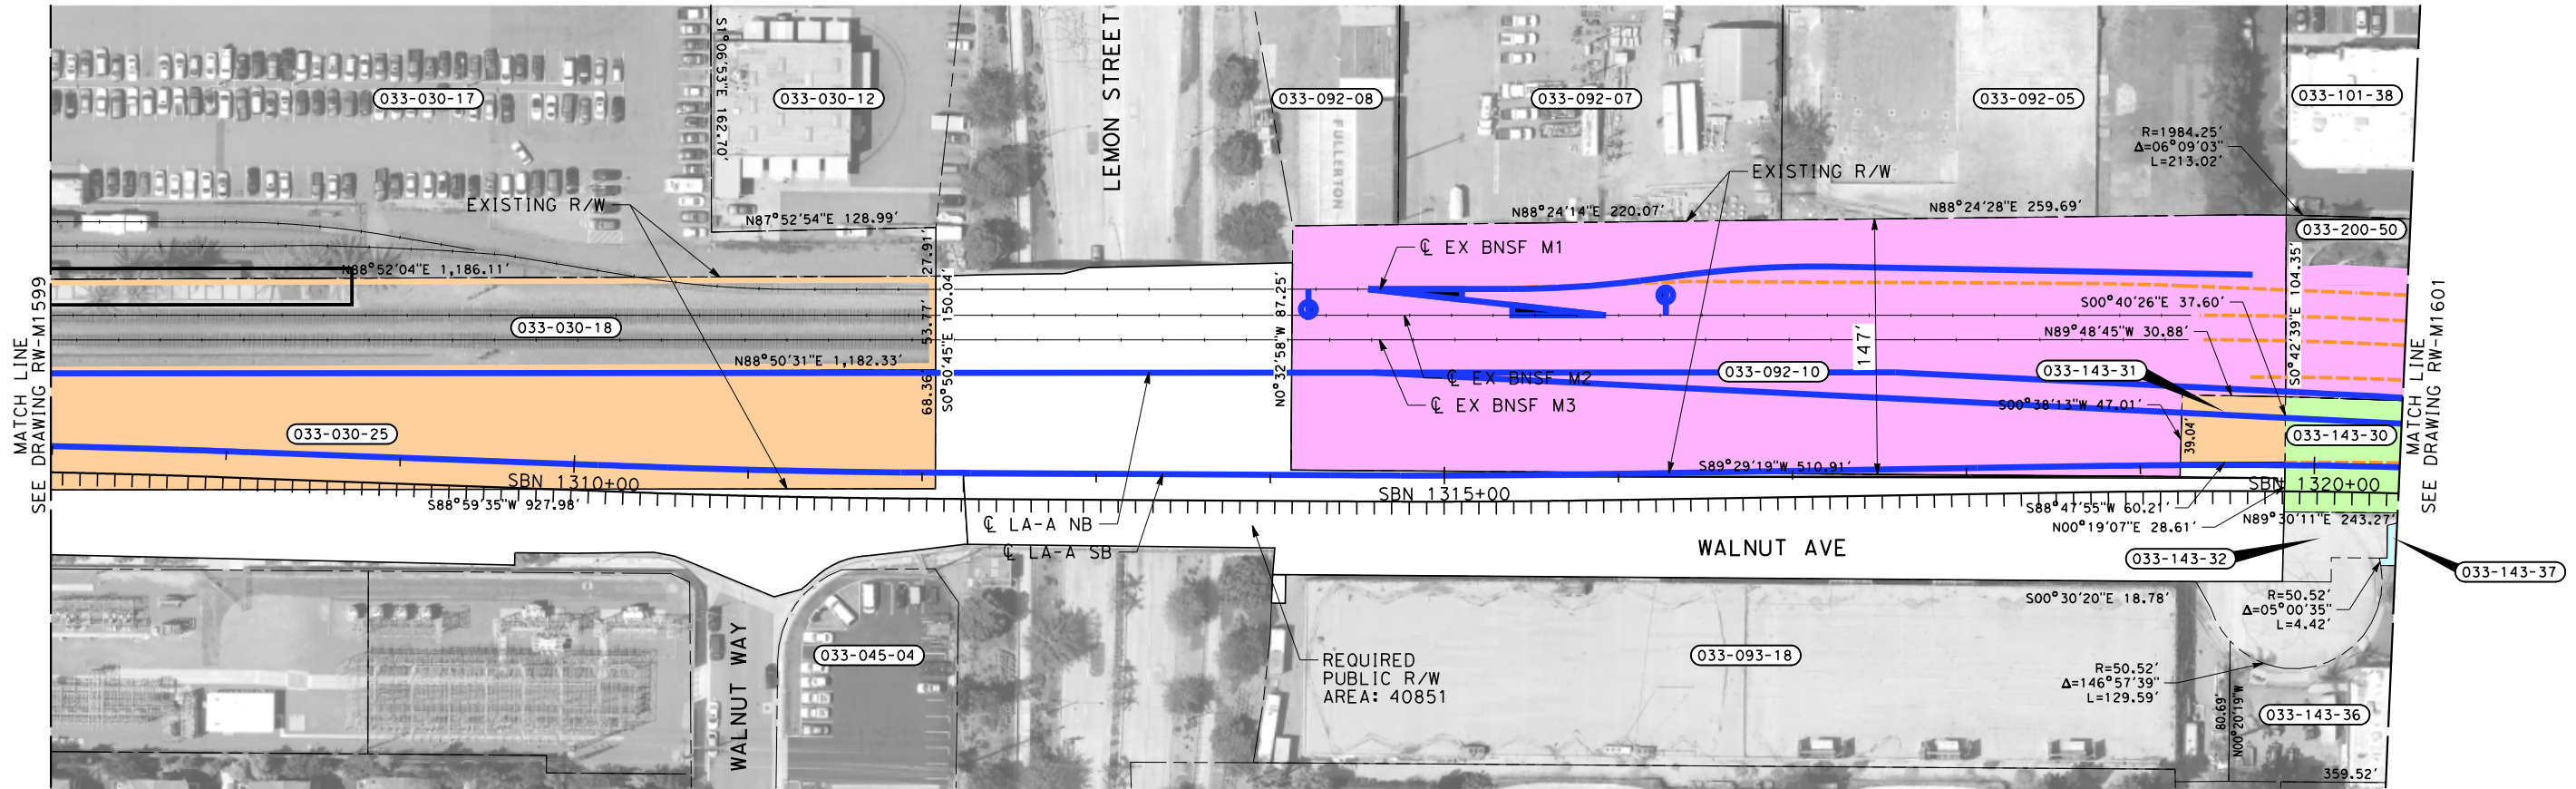 033-030-17
S1°06'53"E 162.70'
033-030-12
LEMON STREET
033-092-08
FULLERTON
033-092-07
033-092-05
033-101-38
R=1984.25'
Δ=06°09'03"
L=213.02'
EXISTING R/W
EXISTING R/W
N87°52'54"E 128.99'
N88°24'14"E 220.07'
N88°24'28"E 259.69'
033-200-50
27.91'
℄ EX BNSF M1
N88°52'04"E 1,186.11'
S0°50'45"E 150.04'
N0°32'58"W 87.25'
S0°42'39"E 104.35'
MATCH LINE
SEE DRAWING RW-M1599
033-030-18
53.77'
147'
S00°40'26"E 37.60'
N89°48'45"W 30.88'
MATCH LINE
SEE DRAWING RW-M1601
N88°50'31"E 1,182.33'
68.36'
℄ EX BNSF M2
033-092-10
033-143-31
℄ EX BNSF M3
S00°38'13"W 47.01'
39.04'
033-030-25
033-143-30
S89°29'19"W 510.91'
SBN 1310+00
SBN 1315+00
SBN 1320+00
S88°59'35"W 927.98'
S88°47'55"W 60.21'
N00°19'07"E 28.61'
N89°30'11"E 243.27'
℄ LA-A NB
℄ LA-A SB
WALNUT AVE
033-143-32
033-143-37
R=50.52'
Δ=05°00'35"
L=4.42'
S00°30'20"E 18.78'
WALNUT WAY
033-045-04
REQUIRED
PUBLIC R/W
AREA: 40851
033-093-18
R=50.52'
Δ=146°57'39"
L=129.59'
80.69'
N00°20'19"W
033-143-36
359.52'